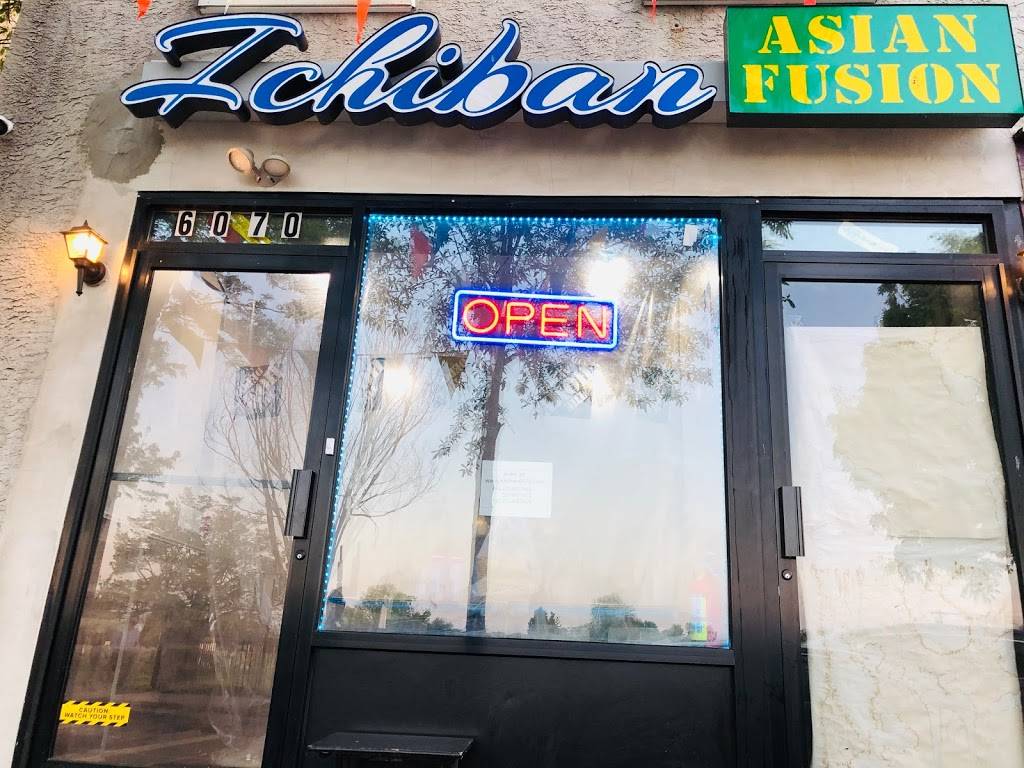 Ichiban
ASIAN
FUSION
6070
OPEN
CAUTION
WATCH YOUR STEP